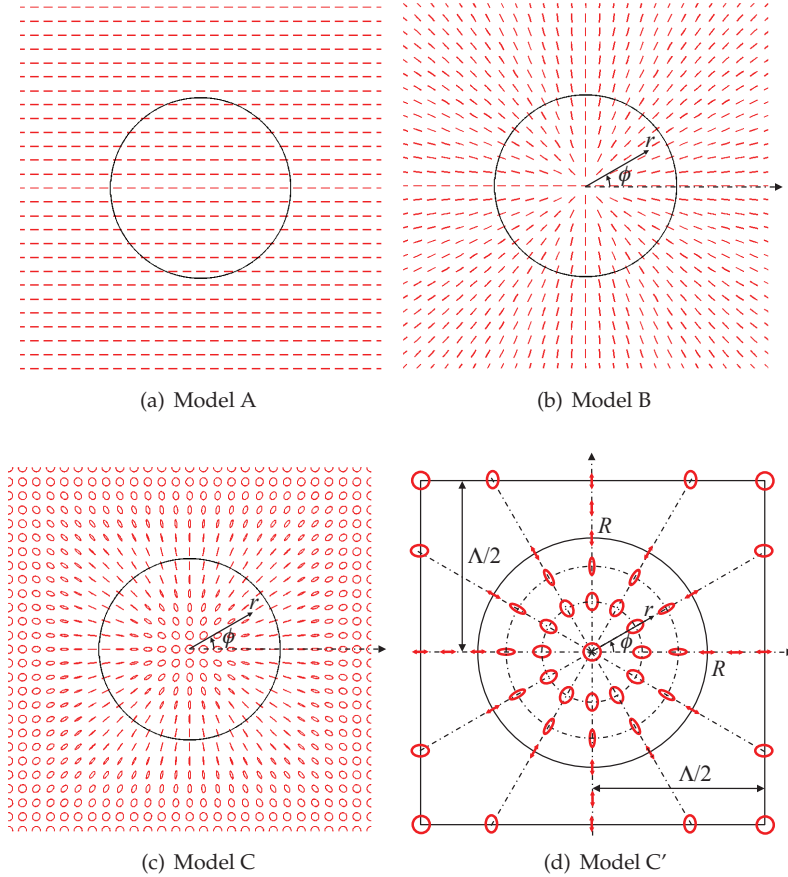 r
ϕ
(a) Model A
(b) Model B
r
ϕ
R
Λ/2
r
ϕ
R
Λ/2
(c) Model C
(d) Model C’